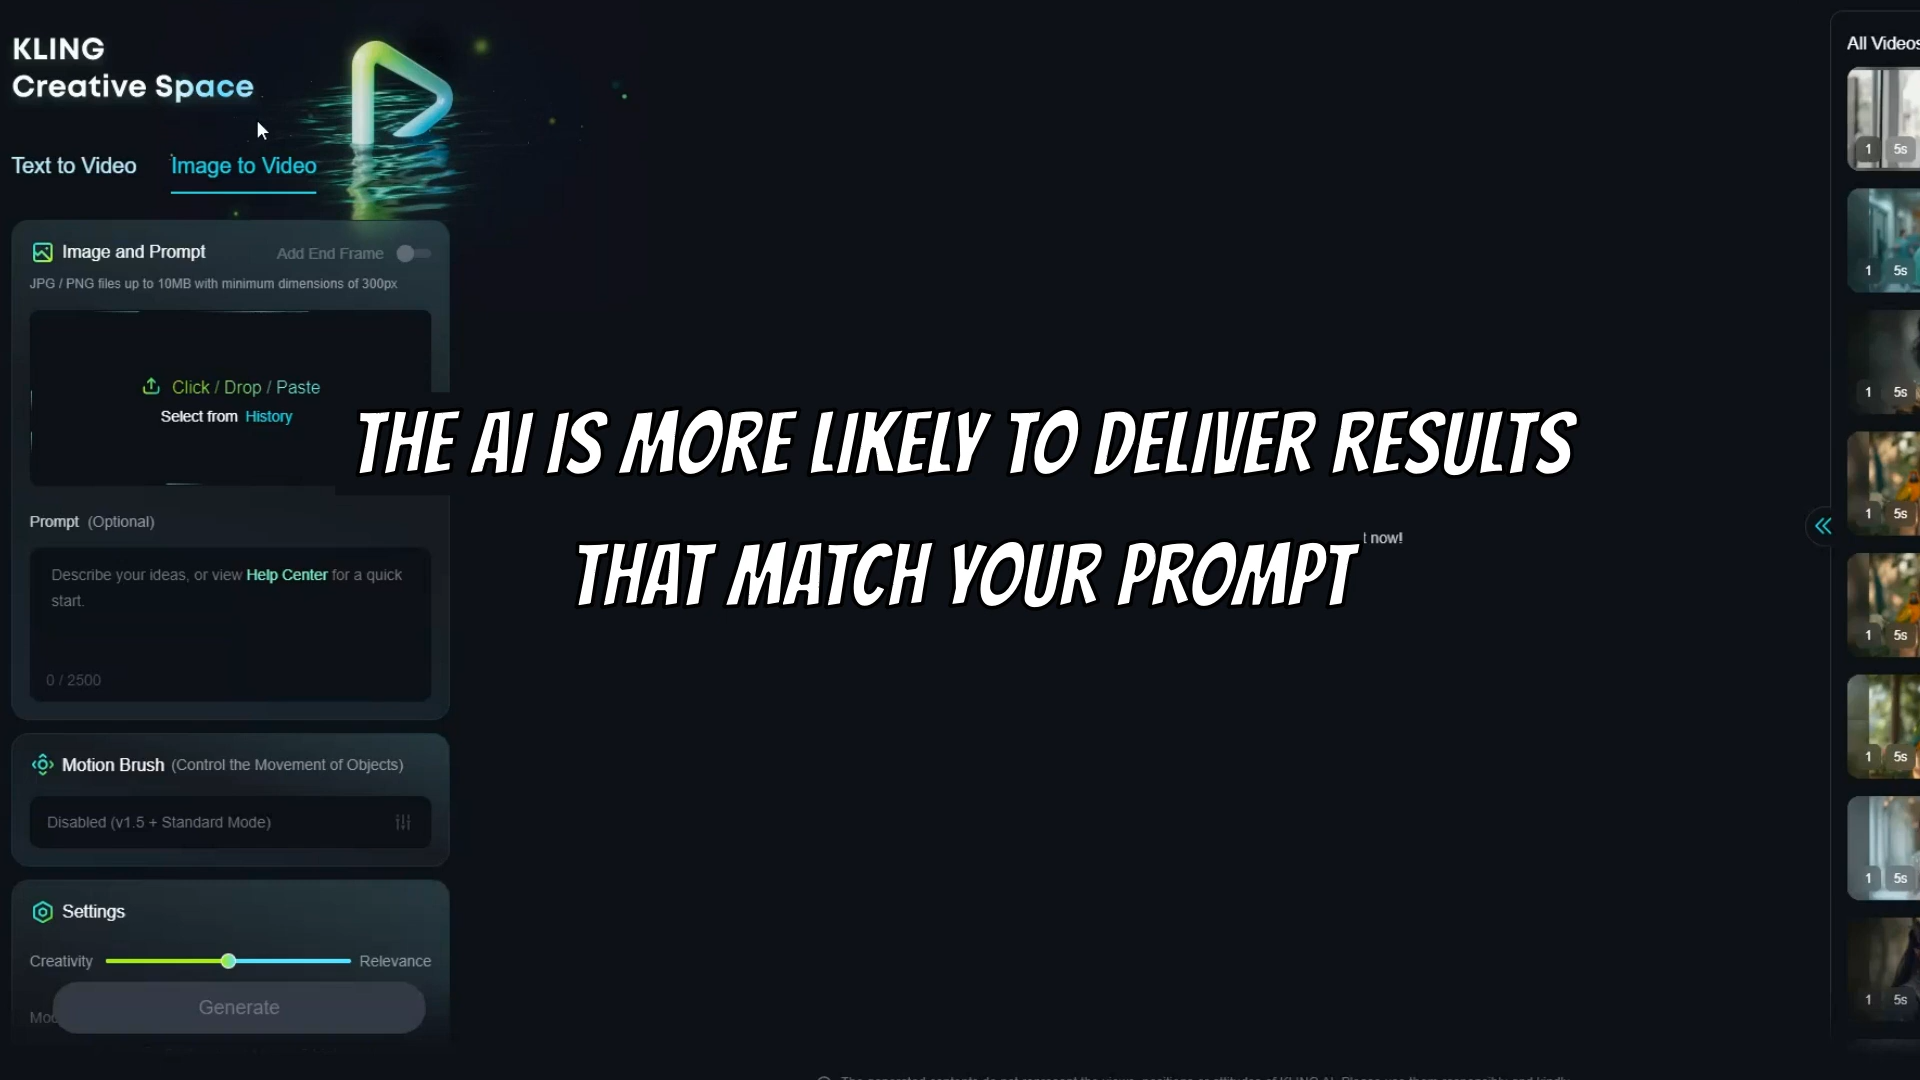 KLING
Creative Space
Text to Video
Image to Video
Image and Prompt
Add End Frame
JPG / PNG files up to 10MB with minimum dimensions of 300px
Click / Drop / Paste
Select from History
THE AI IS MORE LIKELY TO DELIVER RESULTS
THAT MATCH YOUR PROMPT
t now!
Prompt (Optional)
Describe your ideas, or view Help Center for a quick
start.
0 / 2500
Motion Brush (Control the Movement of Objects)
Disabled (v1.5 + Standard Mode)
Settings
Creativity
Relevance
Generate
All Videos
1 5s
1 5s
1 5s
1 5s
1 5s
1 5s
1 5s
1 5s